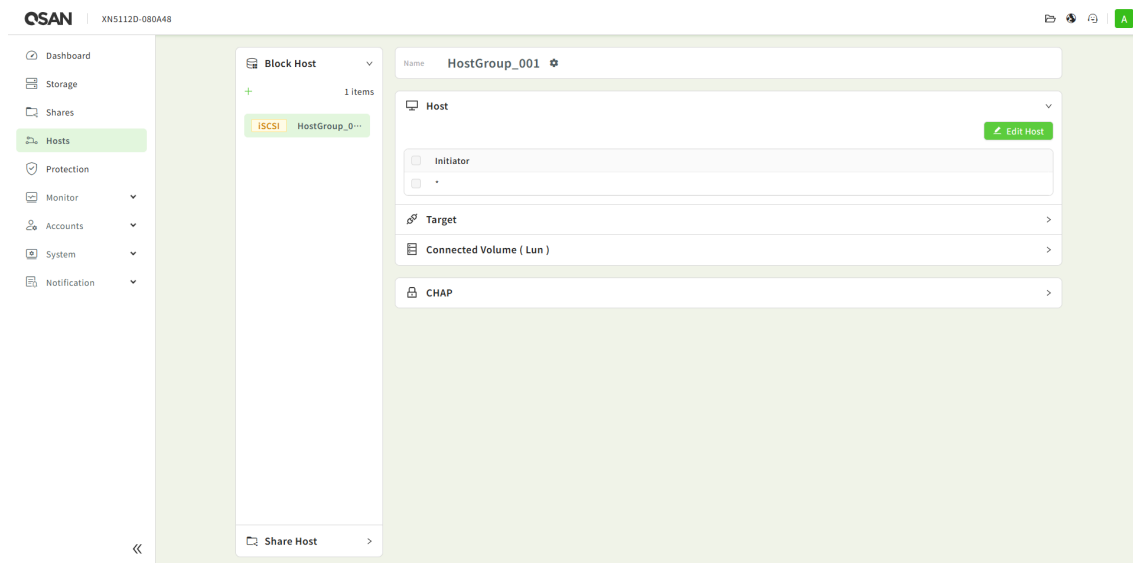 QSAN XN5112D-080A48
A
Dashboard
Storage
Shares
Hosts
Protection
Monitor
Accounts
System
Notification
Block Host
1 items
iSCSI HostGroup_0···
Share Host
Name HostGroup_001
Host
Edit Host
Initiator
*
Target
Connected Volume ( Lun )
CHAP